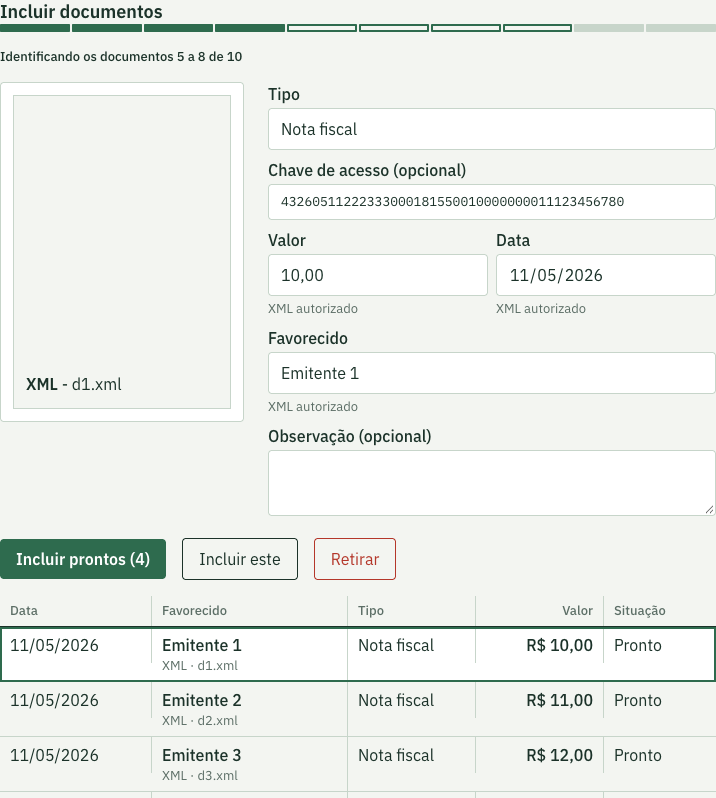 Incluir documentos
Identificando os documentos 5 a 8 de 10
Tipo
Nota fiscal
Chave de acesso (opcional)
43260511222333000181550010000000011123456780
Valor
Data
10,00
11/05/2026
XML autorizado
XML autorizado
Favorecido
Emitente 1
XML autorizado
Observação (opcional)
XML - d1.xml
Incluir prontos (4)
Incluir este
Retirar
Data Favorecido Tipo Valor Situação
11/05/2026 Emitente 1 Nota fiscal R$ 10,00 Pronto
XML · d1.xml
11/05/2026 Emitente 2 Nota fiscal R$ 11,00 Pronto
XML · d2.xml
11/05/2026 Emitente 3 Nota fiscal R$ 12,00 Pronto
XML · d3.xml